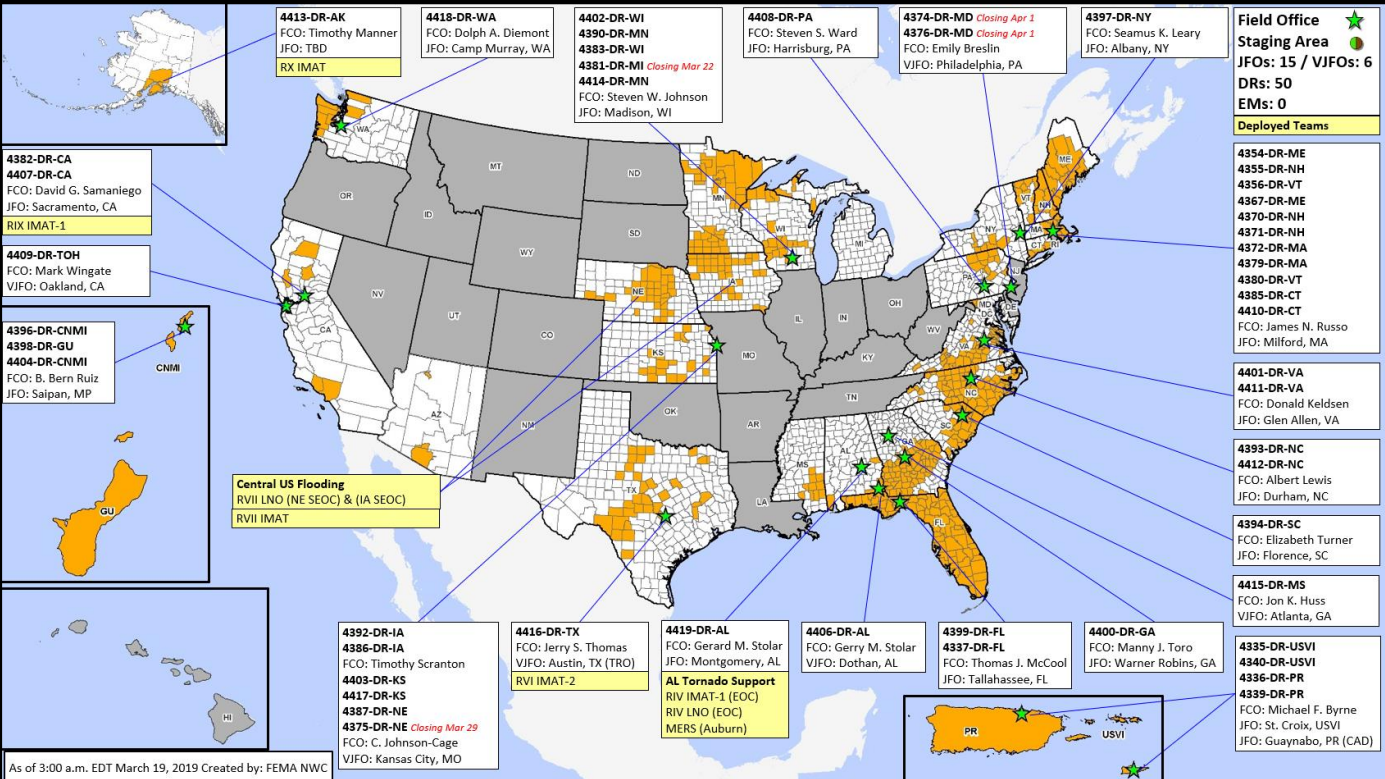 4413-DR-AK
FCO: Timothy Manner
JFO: TBD
RX IMAT
4418-DR-WA
FCO: Dolph A. Diemont
JFO: Camp Murray, WA
4402-DR-WI
4390-DR-MN
4383-DR-WI
4381-DR-MI Closing Mar 22
4414-DR-MN
FCO: Steven W. Johnson
JFO: Madison, WI
4408-DR-PA
FCO: Steven S. Ward
JFO: Harrisburg, PA
4374-DR-MD Closing Apr 1
4376-DR-MD Closing Apr 1
FCO: Emily Breslin
VJFO: Philadelphia, PA
4397-DR-NY
FCO: Seamus K. Leary
JFO: Albany, NY
Field Office
Staging Area
JFOs: 15 / VJFOs: 6
DRs: 50
EMs: 0
Deployed Teams
4382-DR-CA
4407-DR-CA
FCO: David G. Samaniego
JFO: Sacramento, CA
RIX IMAT-1
4409-DR-TOH
FCO: Mark Wingate
VJFO: Oakland, CA
4396-DR-CNMI
4398-DR-GU
4404-DR-CNMI
FCO: B. Bern Ruiz
JFO: Saipan, MP
CNMI
GU
HI
WA
OR
CA
NV
ID
MT
WY
UT
AZ
CO
NM
ND
SD
NE
KS
OK
TX
MN
IA
MO
AR
LA
WI
MI
IL
IN
OH
KY
TN
MS
AL
GA
FL
SC
NC
VA
WV
MD
DC
DE
NJ
PA
NY
CT
RI
MA
VT
NH
ME
4354-DR-ME
4355-DR-NH
4356-DR-VT
4367-DR-ME
4370-DR-NH
4371-DR-NH
4372-DR-MA
4379-DR-MA
4380-DR-VT
4385-DR-CT
4410-DR-CT
FCO: James N. Russo
JFO: Milford, MA
4401-DR-VA
4411-DR-VA
FCO: Donald Keldsen
JFO: Glen Allen, VA
4393-DR-NC
4412-DR-NC
FCO: Albert Lewis
JFO: Durham, NC
4394-DR-SC
FCO: Elizabeth Turner
JFO: Florence, SC
4415-DR-MS
FCO: Jon K. Huss
VJFO: Atlanta, GA
4335-DR-USVI
4340-DR-USVI
4336-DR-PR
4339-DR-PR
FCO: Michael F. Byrne
JFO: St. Croix, USVI
JFO: Guaynabo, PR (CAD)
Central US Flooding
RVII LNO (NE SEOC) & (IA SEOC)
RVII IMAT
4392-DR-IA
4386-DR-IA
FCO: Timothy Scranton
4403-DR-KS
4417-DR-KS
4387-DR-NE
4375-DR-NE Closing Mar 29
FCO: C. Johnson-Cage
VJFO: Kansas City, MO
4416-DR-TX
FCO: Jerry S. Thomas
VJFO: Austin, TX (TRO)
RVI IMAT-2
4419-DR-AL
FCO: Gerard M. Stolar
JFO: Montgomery, AL
AL Tornado Support
RIV IMAT-1 (EOC)
RIV LNO (EOC)
MERS (Auburn)
4406-DR-AL
FCO: Gerry M. Stolar
VJFO: Dothan, AL
4399-DR-FL
4337-DR-FL
FCO: Thomas J. McCool
JFO: Tallahassee, FL
4400-DR-GA
FCO: Manny J. Toro
JFO: Warner Robins, GA
PR
USVI
As of 3:00 a.m. EDT March 19, 2019 Created by: FEMA NWC